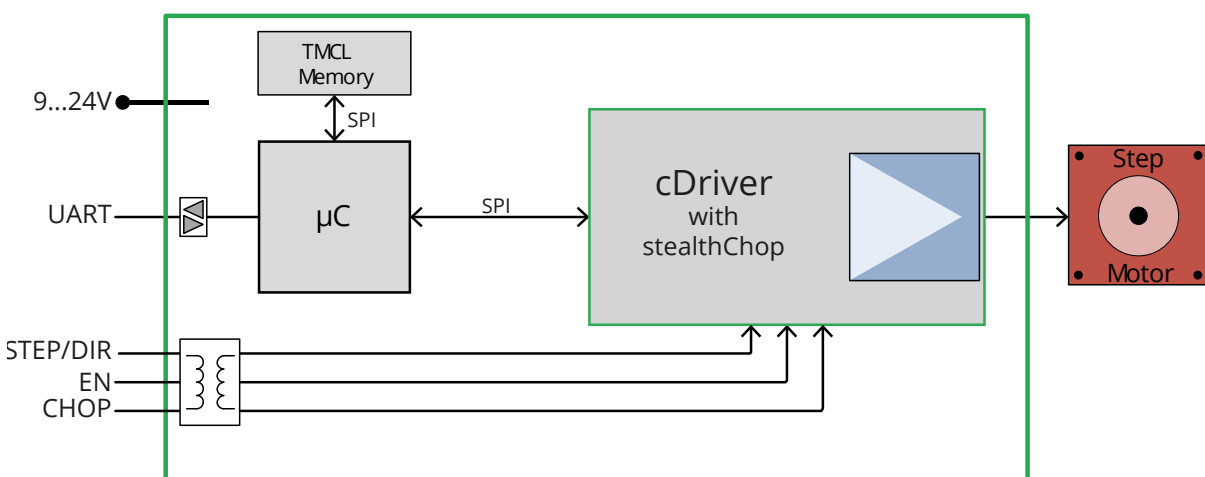 TMCL
Memory
9...24V
SPI
UART
µC
SPI
cDriver
with
stealthChop
Step
Motor
STEP/DIR
EN
CHOP